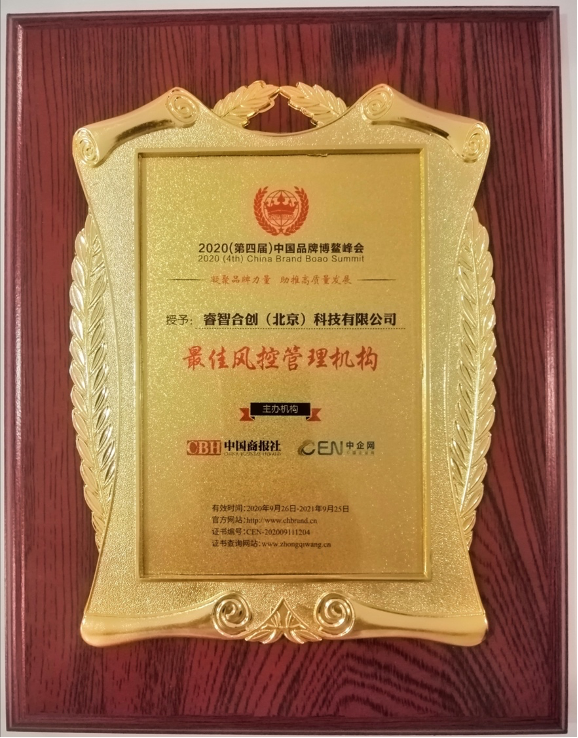 2020(第四届)中国品牌博鳌峰会
2020 (4th) China Brand Boao Summit
凝聚品牌力量 助推高质量发展
授予：睿智合创（北京）科技有限公司
最佳风控管理机构
主办机构
CBH 中国商报社 CEN 中企网
有效时间:2020年9月26日-2021年9月25日
官方网站:http://www.chbrand.cn
证书编号:CEN-202009111204
证书查询网站:www.zhongqiwang.cn